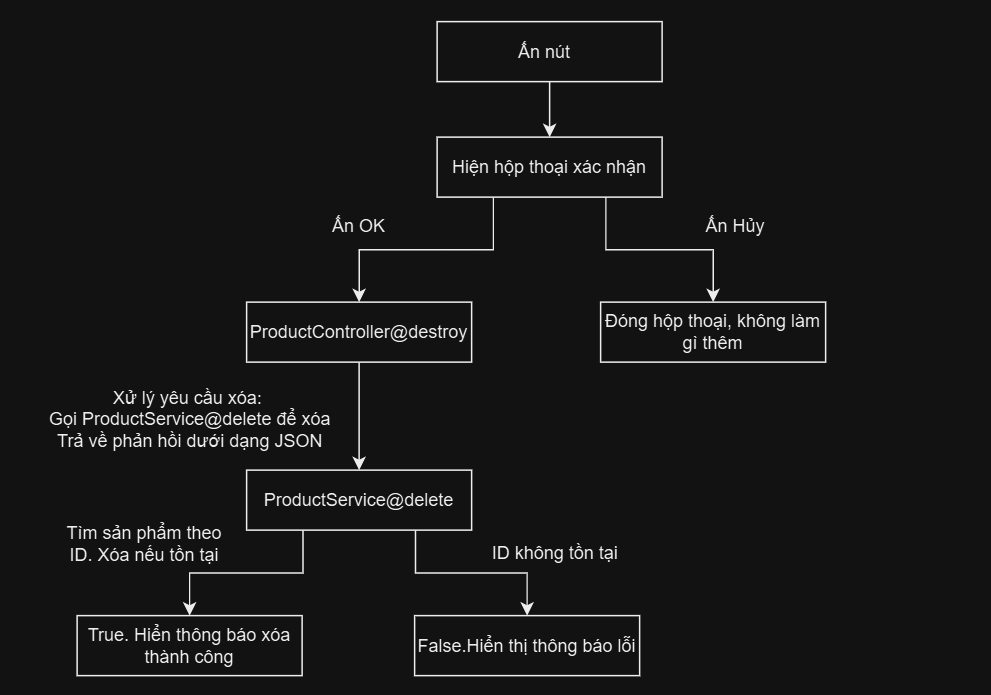 Ấn nút
Hiện hộp thoại xác nhận
Ấn OK
Ấn Hủy
ProductController@destroy
Đóng hộp thoại, không làm
gì thêm
Xử lý yêu cầu xóa:
Gọi ProductService@delete để xóa
Trả về phản hồi dưới dạng JSON
ProductService@delete
Tìm sản phẩm theo
ID. Xóa nếu tồn tại
ID không tồn tại
True. Hiển thông báo xóa
thành công
False.Hiển thị thông báo lỗi